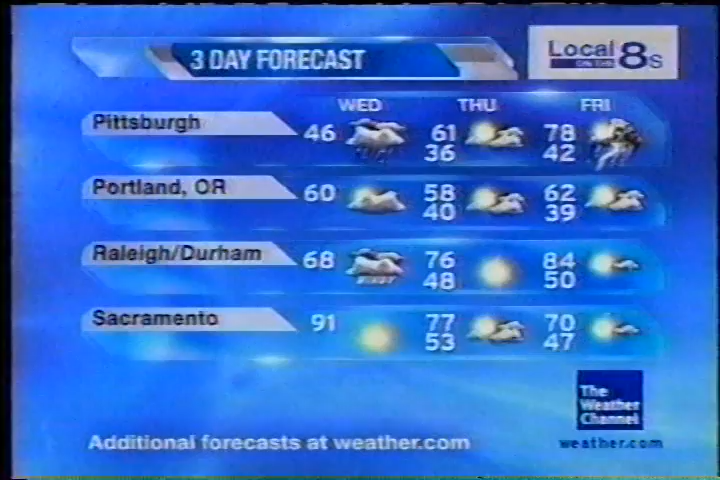 3 DAY FORECAST
Local
ON THE 8s
WED THU FRI
Pittsburgh 46 61 78
36 42
Portland, OR 60 58 62
40 39
Raleigh/Durham 68 76 84
WINDY 48 50
Sacramento 91 77 70
53 47
The
Weather
Channel
Additional forecasts at weather.com
weather.com